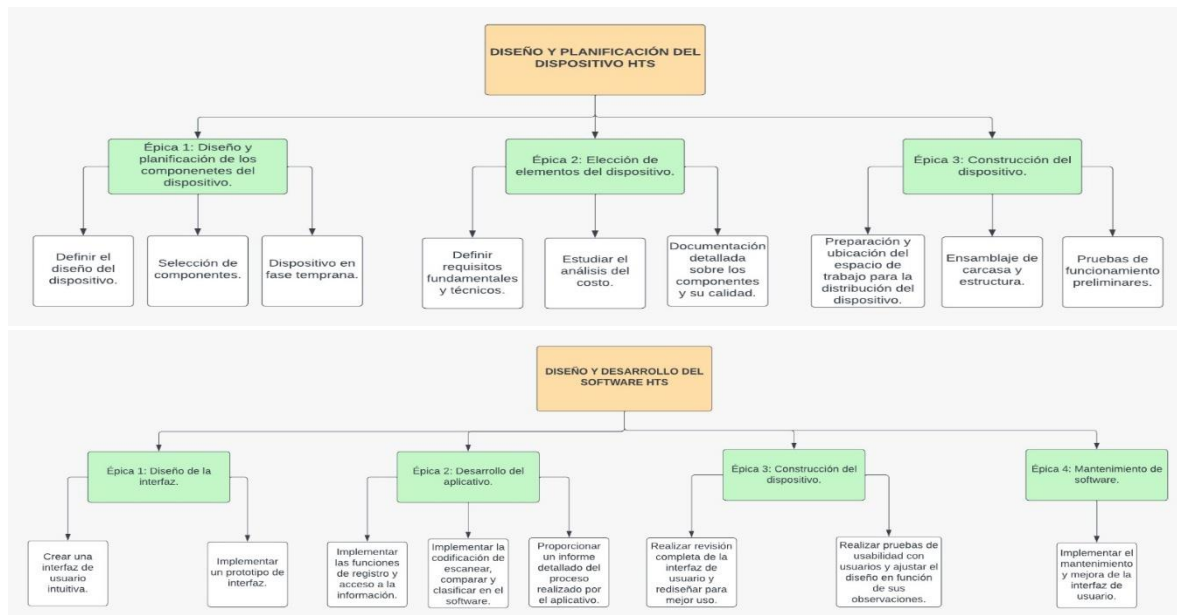 DISEÑO Y PLANIFICACIÓN DEL
DISPOSITIVO HTS
Épica 1: Diseño y
planificación de los
componenetes del
dispositivo.
Épica 2: Elección de
elementos del dispositivo.
Épica 3: Construcción del
dispositivo.
Definir el
diseño del
dispositivo.
Selección de
componentes.
Dispositivo en
fase temprana.
Definir
requisitos
fundamentales
y técnicos.
Estudiar el
análisis del
costo.
Documentación
detallada
sobre los
componentes
y su calidad.
Preparación y
ubicación del
espacio de
trabajo para la
distribución del
dispositivo.
Ensamblaje de
carcasa y
estructura.
Pruebas de
funcionamiento
preliminares.
DISEÑO Y DESARROLLO DEL
SOFTWARE HTS
Épica 1: Diseño de la
interfaz.
Épica 2: Desarrollo del
aplicativo.
Épica 3: Construcción del
dispositivo.
Épica 4: Mantenimiento de
software.
Crear una
interfaz de
usuario
intuitiva.
Implementar
un prototipo de
interfaz.
Implementar
las funciones
de registro y
acceso a la
información.
Implementar la
codificación de
escanear,
comparar y
clasificar en el
software.
Proporcionar
un informe
detallado del
proceso
realizado por
el aplicativo.
Realizar revisión
completa de la
interfaz de
usuario y
rediseñar para
mejor uso.
Realizar pruebas
de usabilidad con
usuarios y ajustar el
diseño en función
de sus
observaciones.
Implementar el
mantenimiento
y mejora de la
interfaz de
usuario.